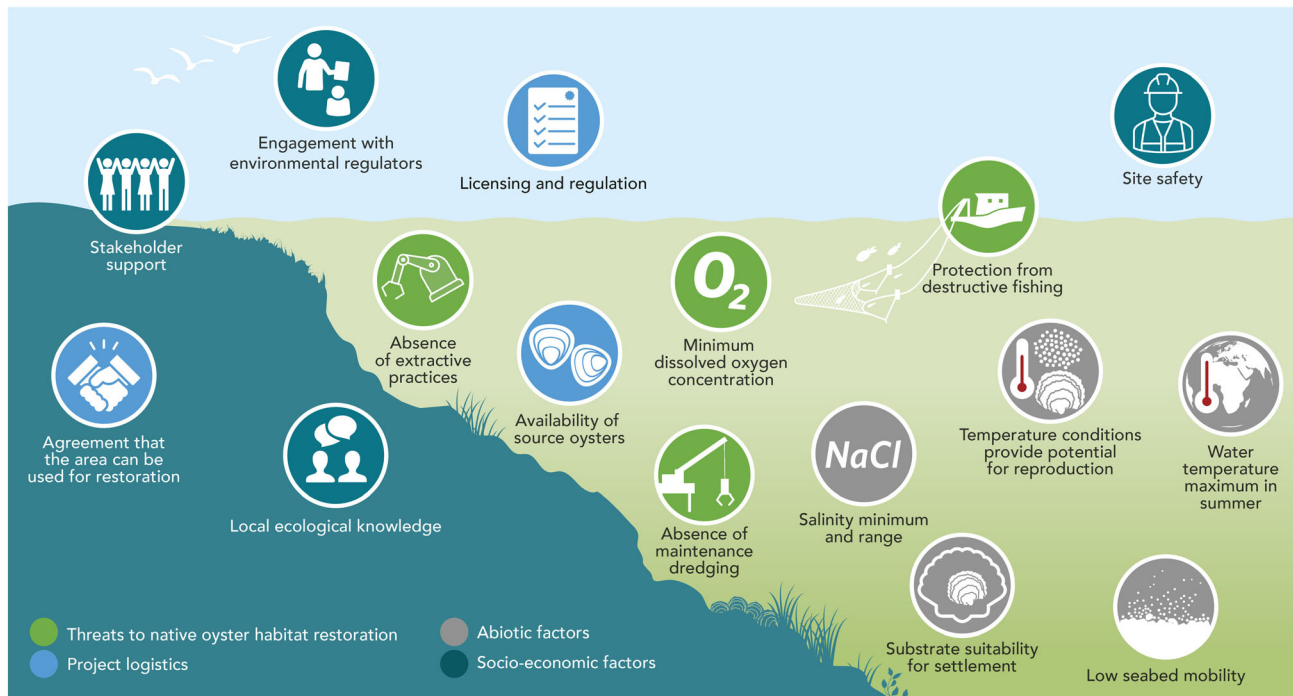 Engagement with
environmental regulators
Licensing and regulation
Site safety
Stakeholder
support
Absence
of extractive
practices
O2
Minimum
dissolved oxygen
concentration
Protection from
destructive fishing
Agreement that
the area can be
used for restoration
Local ecological knowledge
Availability of
source oysters
Absence of
maintenance
dredging
NaCl
Salinity minimum
and range
Temperature conditions
provide potential
for reproduction
Water
temperature
maximum in
summer
Substrate suitability
for settlement
Low seabed mobility
Threats to native oyster habitat restoration
Project logistics
Abiotic factors
Socio-economic factors